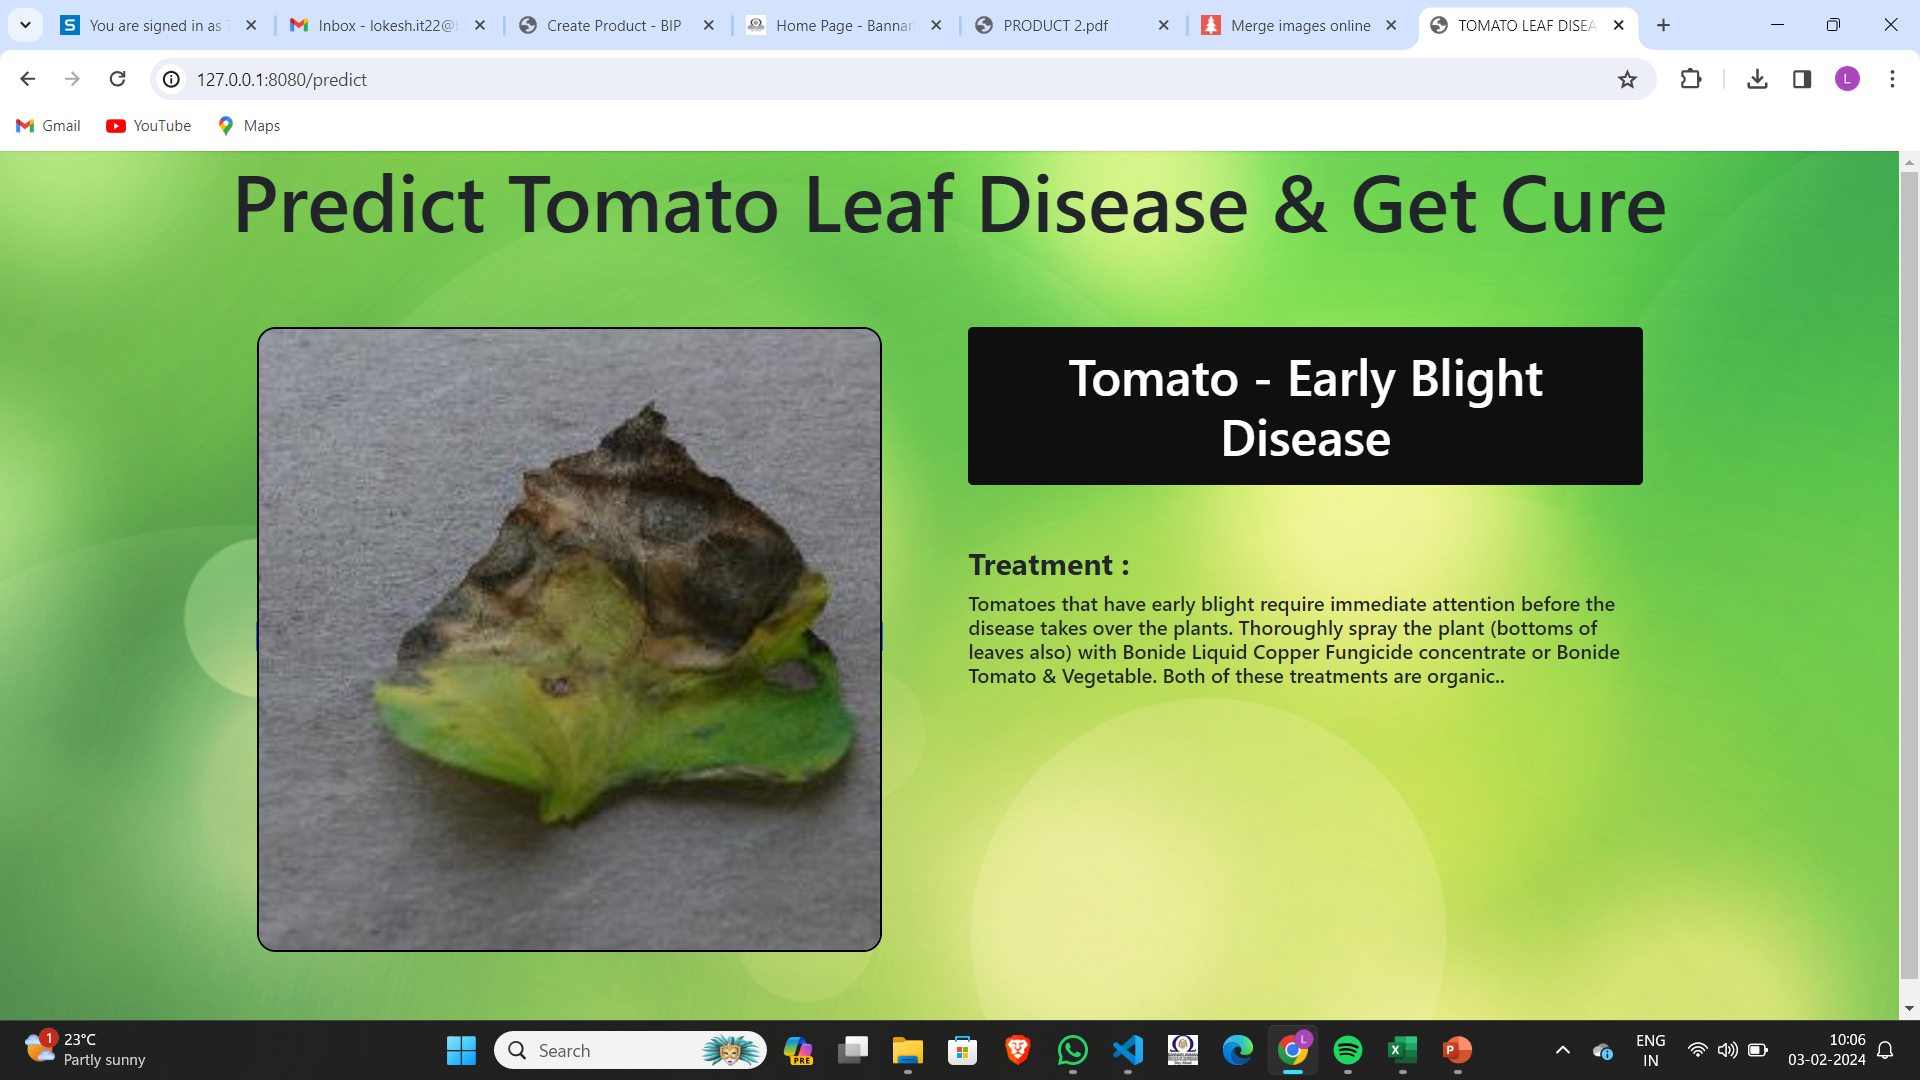 You are signed in as
Inbox - lokesh.it22@
Create Product - BIP
Home Page - Bannar
PRODUCT 2.pdf
Merge images online
TOMATO LEAF DISEA
127.0.0.1:8080/predict
L
Gmail
YouTube
Maps
Predict Tomato Leaf Disease & Get Cure
Tomato - Early Blight
Disease
Treatment :
Tomatoes that have early blight require immediate attention before the
disease takes over the plants. Thoroughly spray the plant (bottoms of
leaves also) with Bonide Liquid Copper Fungicide concentrate or Bonide
Tomato & Vegetable. Both of these treatments are organic..
1
23°C
Partly sunny
Search
PRE
L
ENG
IN
10:06
03-02-2024